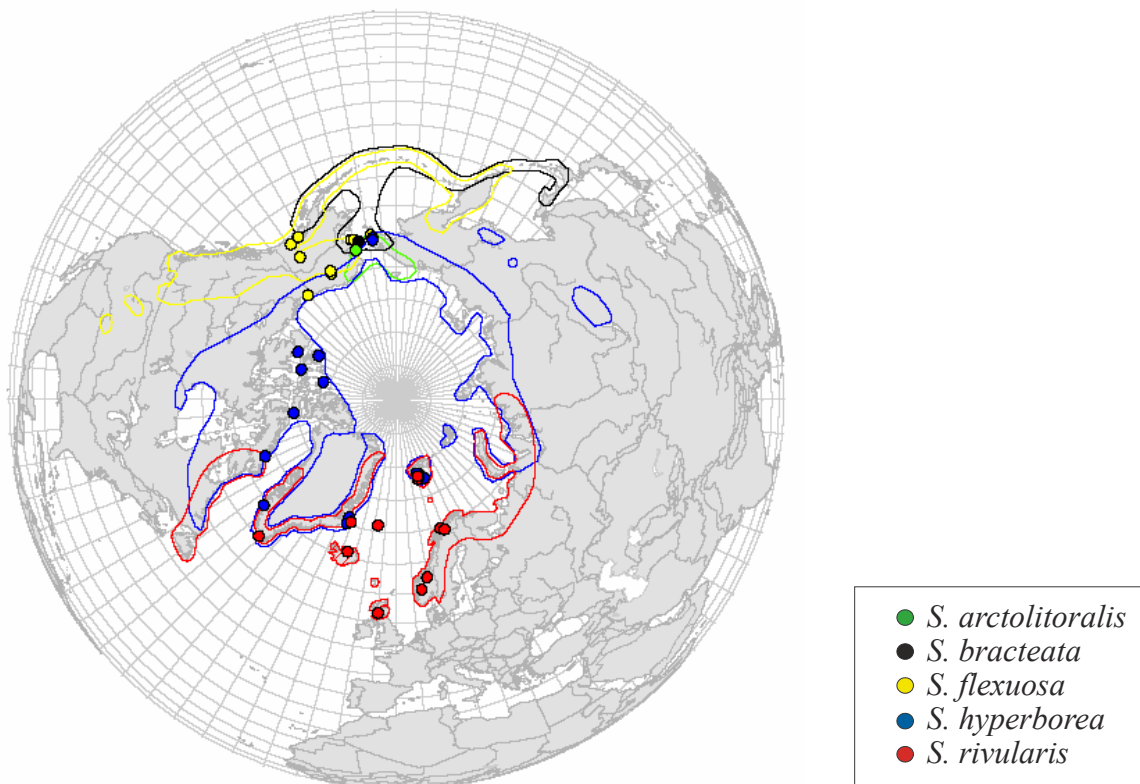 S. arctolitoralis
S. bracteata
S. flexuosa
S. hyperborea
S. rivularis